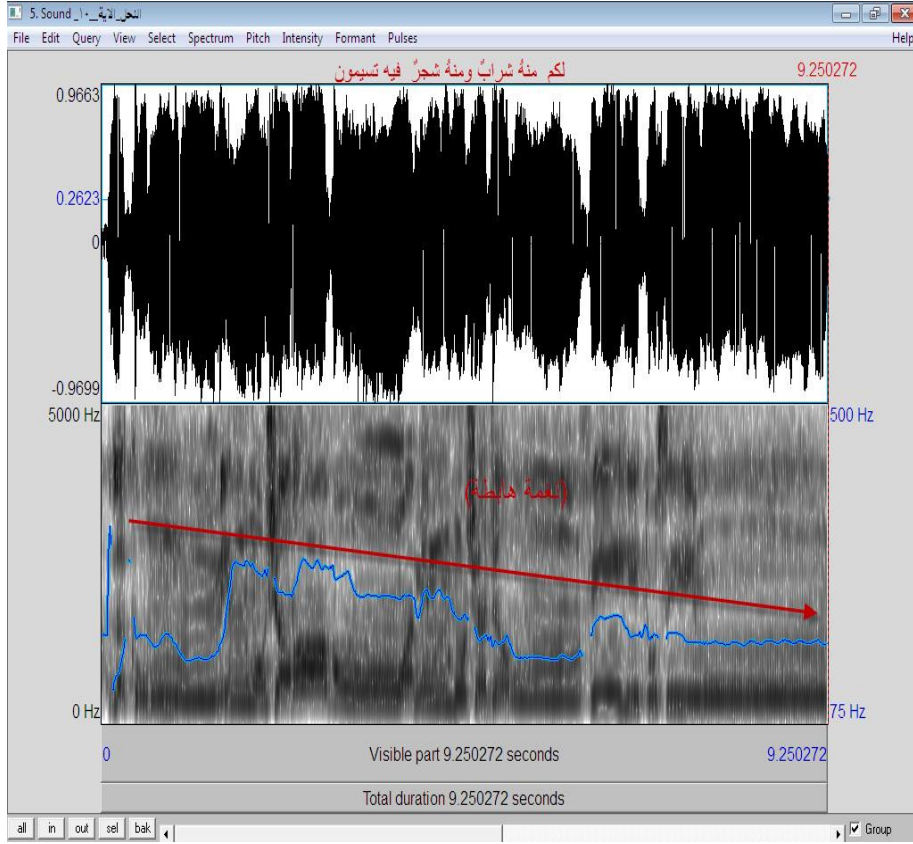 5. Sound النحل_الآية__١٠_
File Edit Query View Select Spectrum Pitch Intensity Formant Pulses Help
لكم منهُ شرابٌ ومنهُ شجرٌ فيه تسيمون
9.250272
0.9663
0.2623
0
-0.9699
5000 Hz
500 Hz
(نغمة هابطة)
0 Hz
75 Hz
0 Visible part 9.250272 seconds 9.250272
Total duration 9.250272 seconds
all in out sel bak Group